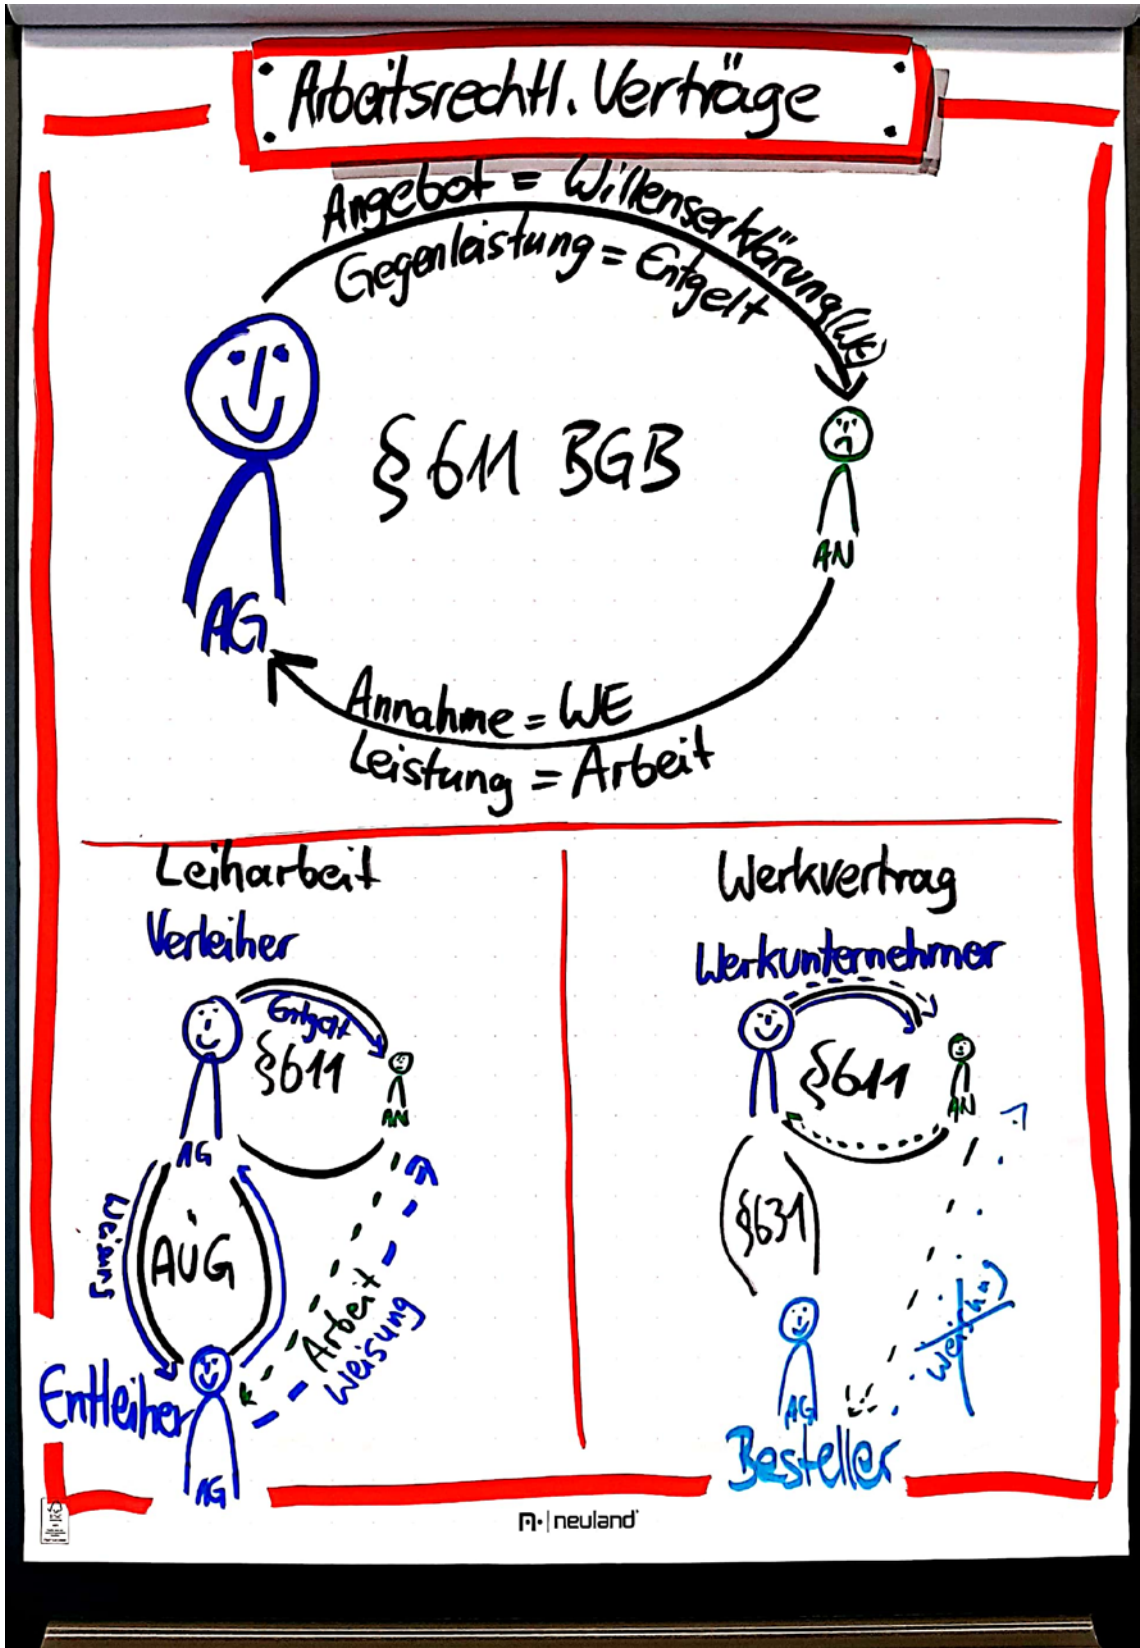 Arbeitsrechtl. Verträge
Angebot = Willenserklärung (WE)
Gegenleistung = Entgelt
§ 611 BGB
AG
AN
Annahme = WE
Leistung = Arbeit
Leiharbeit
Verleiher
Entgelt
§611
AN
AG
Weisung
AÜG
Arbeit
Weisung
Entleiher
AG
Werkvertrag
Werkunternehmer
§611
AN
§631
Weisung
AG
Besteller
neuland